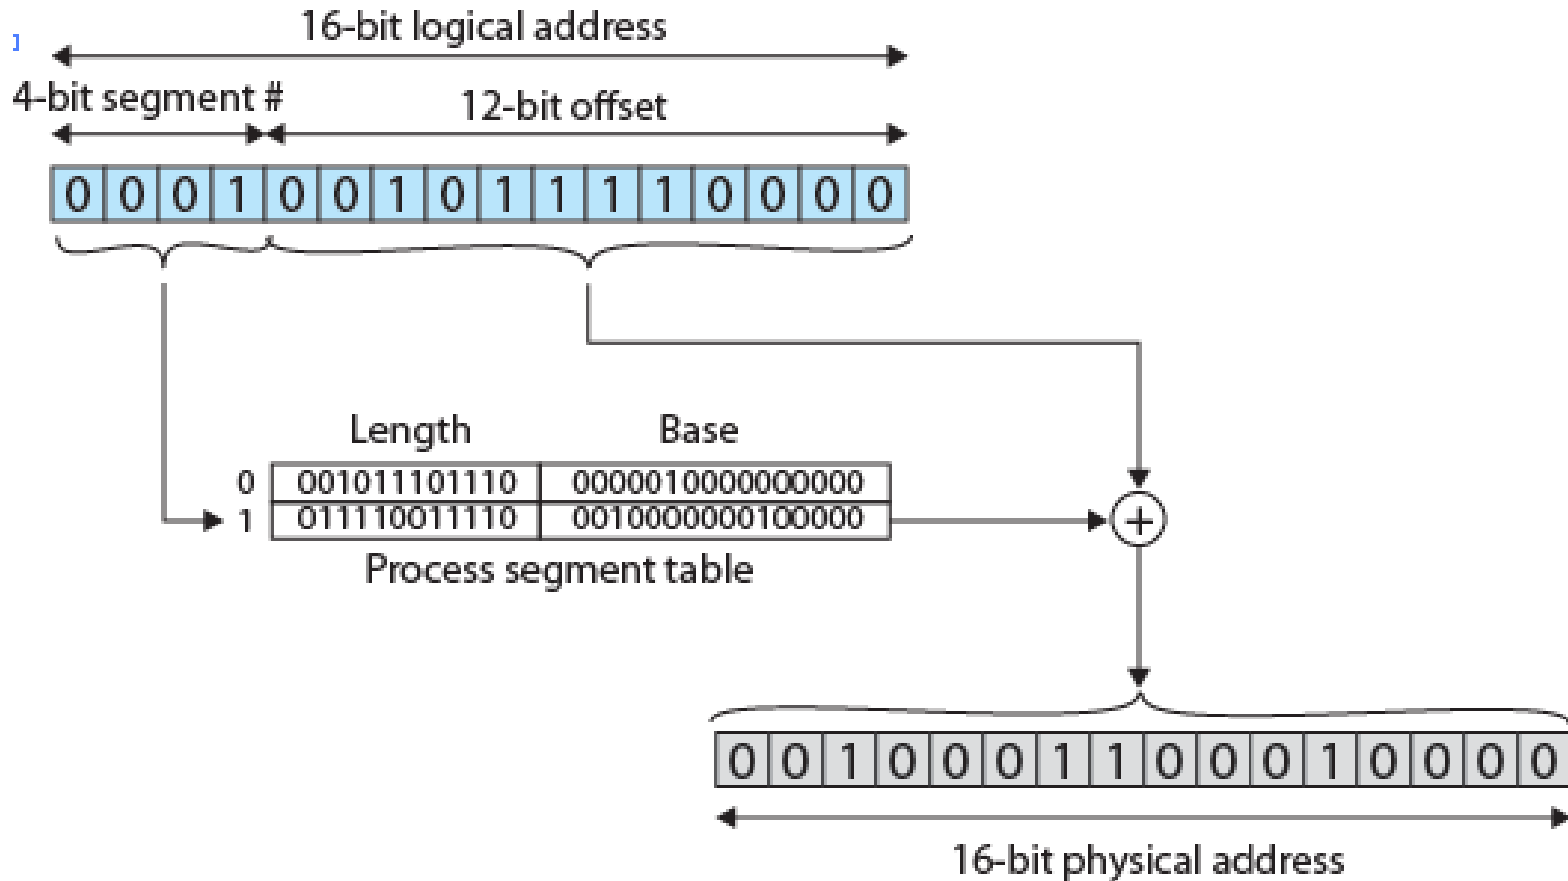 16-bit logical address
4-bit segment # 12-bit offset
0 0 0 1 0 0 1 0 1 1 1 1 0 0 0 0
Length Base
0 001011101110 0000010000000000
1 011110011110 0010000000100000
+
Process segment table
0 0 1 0 0 0 1 1 0 0 0 1 0 0 0 0
16-bit physical address